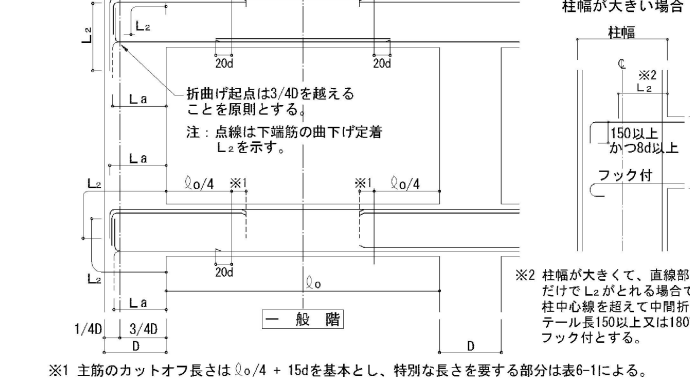 柱幅が大きい場合
柱幅
L2
20d
20d
℄
※2
L2
折曲げ起点は3/4Dを越える
ことを原則とする。
La
注：点線は下端筋の曲下げ定着
L2を示す。
150以上
かつ8d以上
La
フック付
L2
ℓo/4
※1
※1
ℓo/4
L2
20d
ℓo
※2 柱幅が大きくて、直線部
だけでL2がとれる場合で
柱中心線を超えて中間折
テール長150以上又は180
フック付とする。
La
一般階
1/4D
3/4D
D
D
※1 主筋のカットオフ長さはℓo/4 + 15dを基本とし、特別な長さを要する部分は表6-1による。